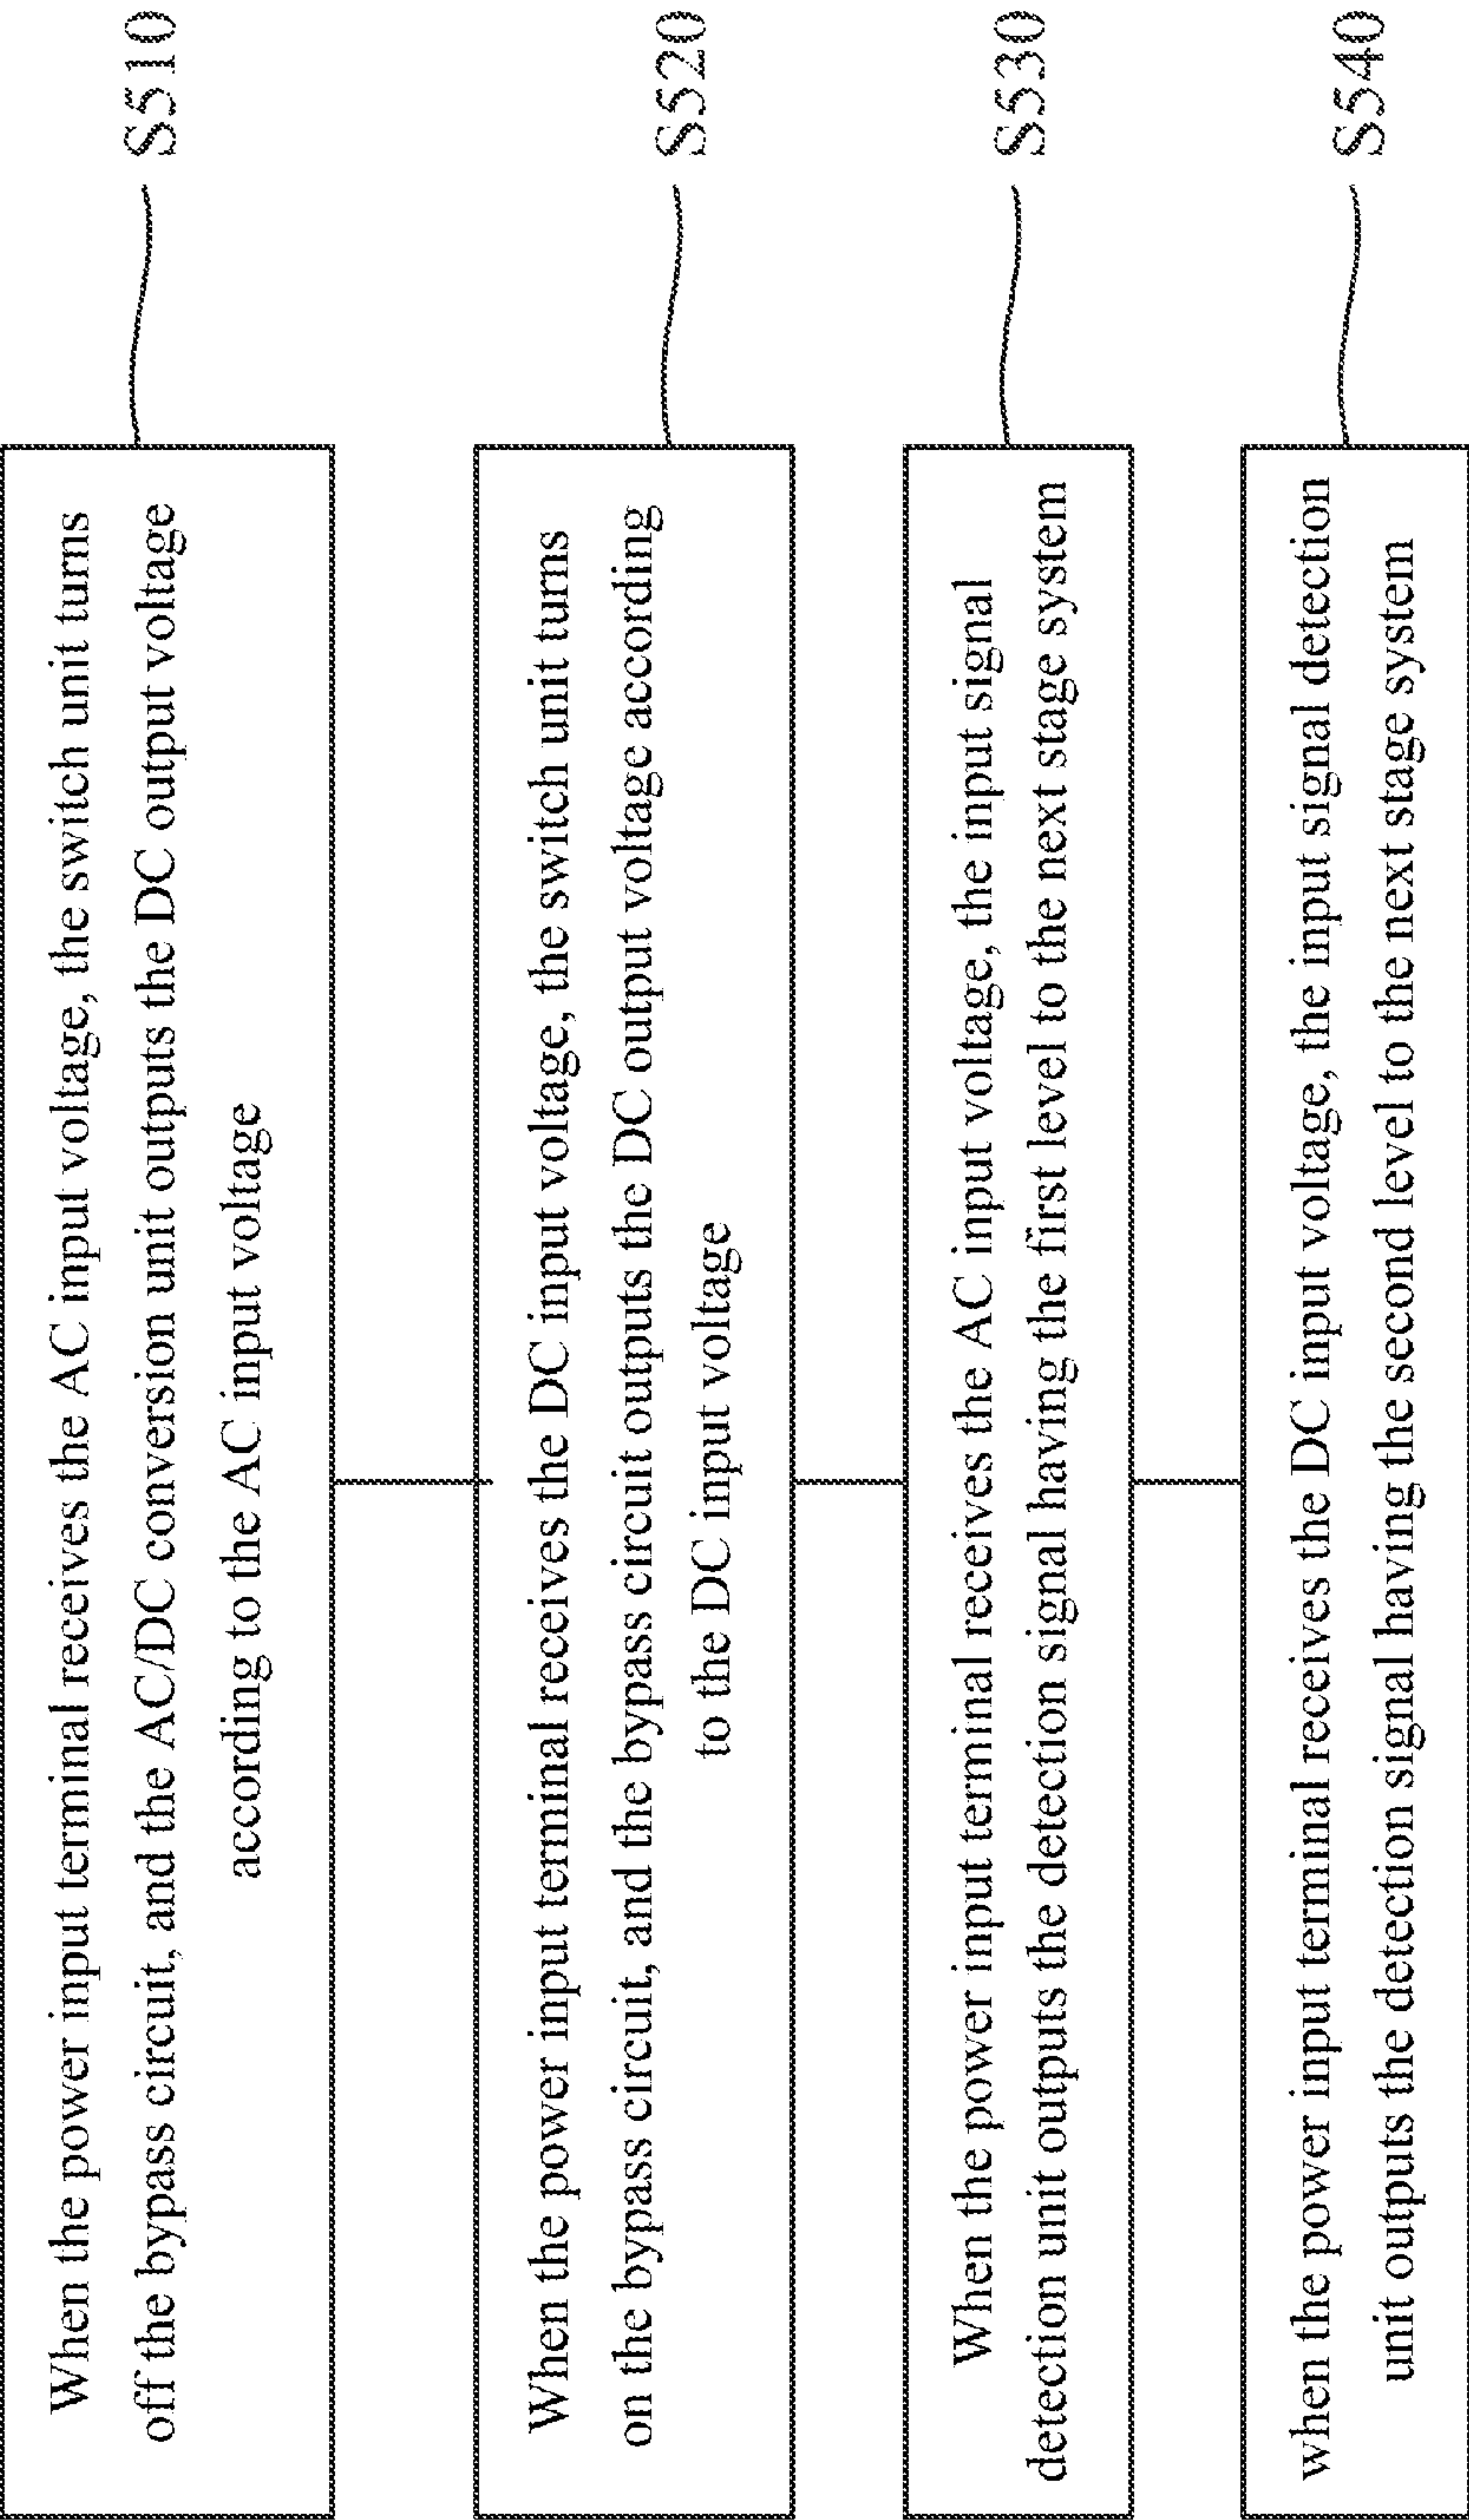 When the power input terminal receives the AC input voltage, the switch unit turns
off the bypass circuit, and the AC/DC conversion unit outputs the DC output voltage
according to the AC input voltage
S510
When the power input terminal receives the DC input voltage, the switch unit turns
on the bypass circuit, and the bypass circuit outputs the DC output voltage according
to the DC input voltage
S520
When the power input terminal receives the AC input voltage, the input signal
detection unit outputs the detection signal having the first level to the next stage system
S530
when the power input terminal receives the DC input voltage, the input signal detection
unit outputs the detection signal having the second level to the next stage system
S540